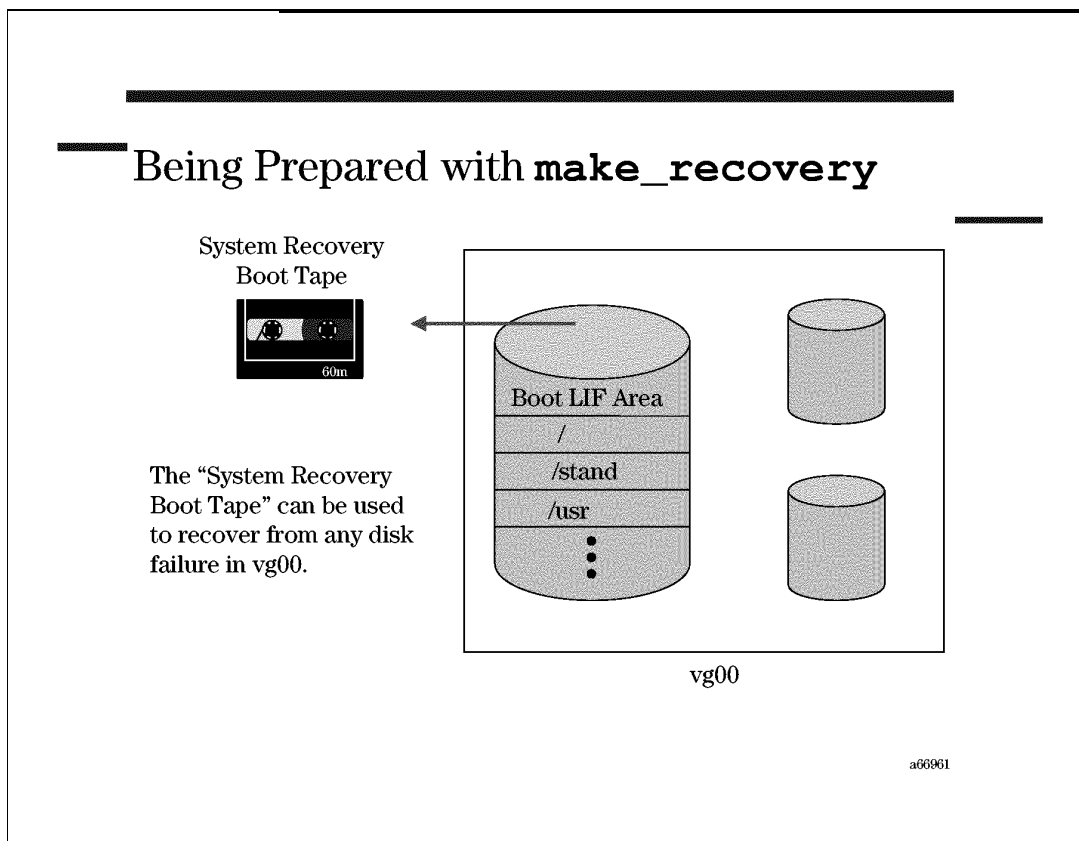 Being Prepared with make_recovery
System Recovery
Boot Tape
60m
The “System Recovery
Boot Tape” can be used
to recover from any disk
failure in vg00.
Boot LIF Area
/
/stand
/usr
vg00
a66961